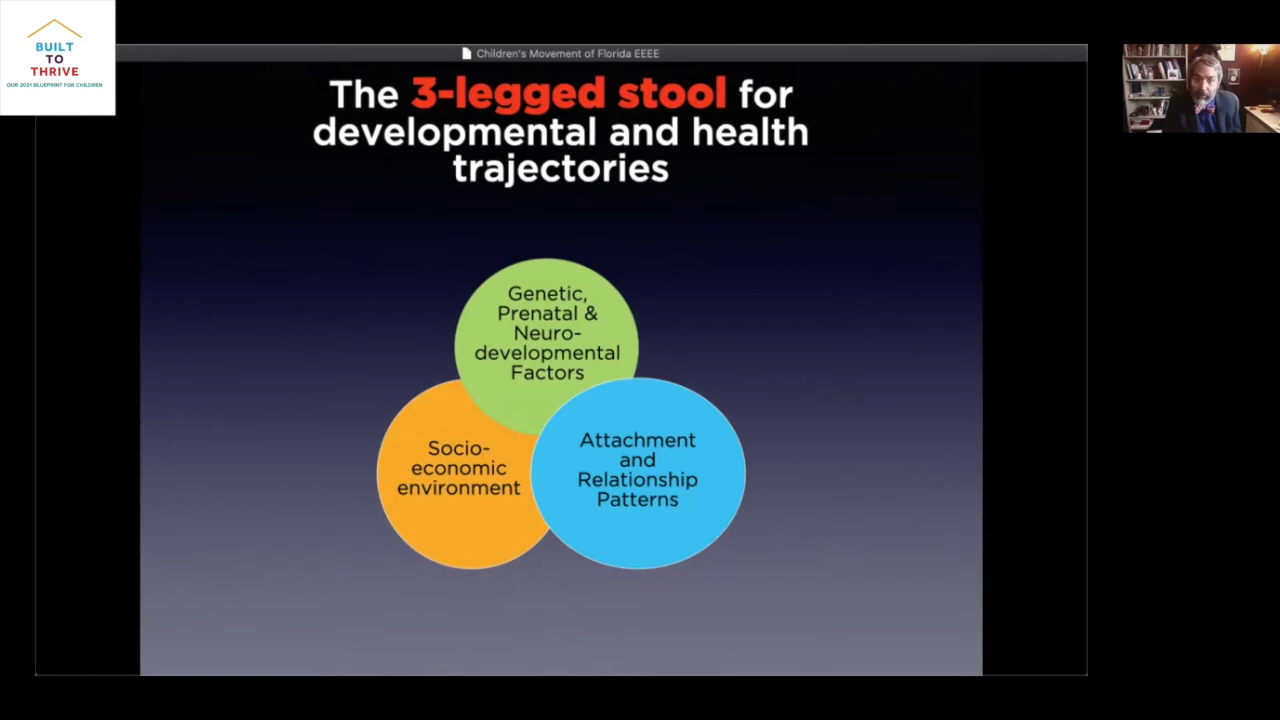 BUILT
TO
THRIVE
OUR 2021 BLUEPRINT FOR CHILDREN
Children's Movement of Florida EEEE
The 3-legged stool for
developmental and health
trajectories
Genetic,
Prenatal &
Neuro-
developmental
Factors
Socio-
economic
environment
Attachment
and
Relationship
Patterns